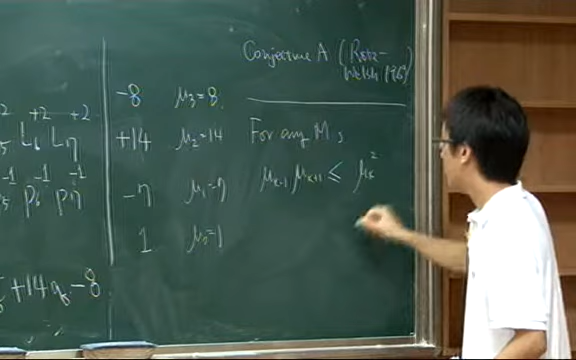 Conjecture A (Rota-
Welsh
-8 μ₃=8.
+14 μ₂=14
-7 μ₁=7
1 μ₀=1
For any M,
μₖ₋₁ μₖ₊₁ ≤ μₖ²
+2 +2
L₆ L₇
-1 -1 -1
P₆ P₇
+14q-8